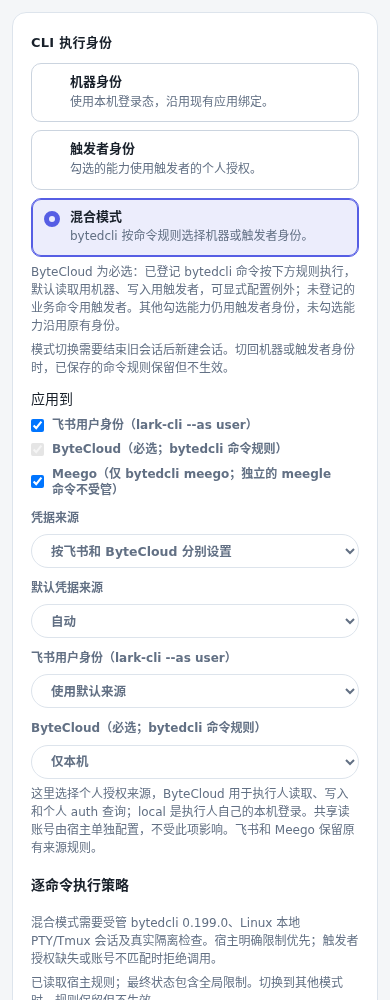 CLI 执行身份
机器身份
使用本机登录态，沿用现有应用绑定。
触发者身份
勾选的能力使用触发者的个人授权。
混合模式
bytedcli 按命令规则选择机器或触发者身份。
ByteCloud 为必选：已登记 bytedcli 命令按下方规则执行，
默认读取用机器、写入用触发者，可显式配置例外；未登记的
业务命令用触发者。其他勾选能力仍用触发者身份，未勾选能
力沿用原有身份。
模式切换需要结束旧会话后新建会话。切回机器或触发者身份
时，已保存的命令规则保留但不生效。
应用到
飞书用户身份（lark-cli --as user）
ByteCloud（必选；bytedcli 命令规则）
Meego（仅 bytedcli meego；独立的 meegle
命令不受管）
凭据来源
按飞书和 ByteCloud 分别设置
默认凭据来源
自动
飞书用户身份（lark-cli --as user）
使用默认来源
ByteCloud（必选；bytedcli 命令规则）
仅本机
这里选择个人授权来源，ByteCloud 用于执行人读取、写入
和个人 auth 查询；local 是执行人自己的本机登录。共享读
账号由宿主单独配置，不受此项影响。飞书和 Meego 保留原
有来源规则。
逐命令执行策略
混合模式需要受管 bytedcli 0.199.0、Linux 本地
PTY/Tmux 会话及真实隔离检查。宿主明确限制优先；触发者
授权缺失或账号不匹配时拒绝调用。
已读取宿主规则；最终状态包含全局限制。切换到其他模式
时，规则保留但不生效。